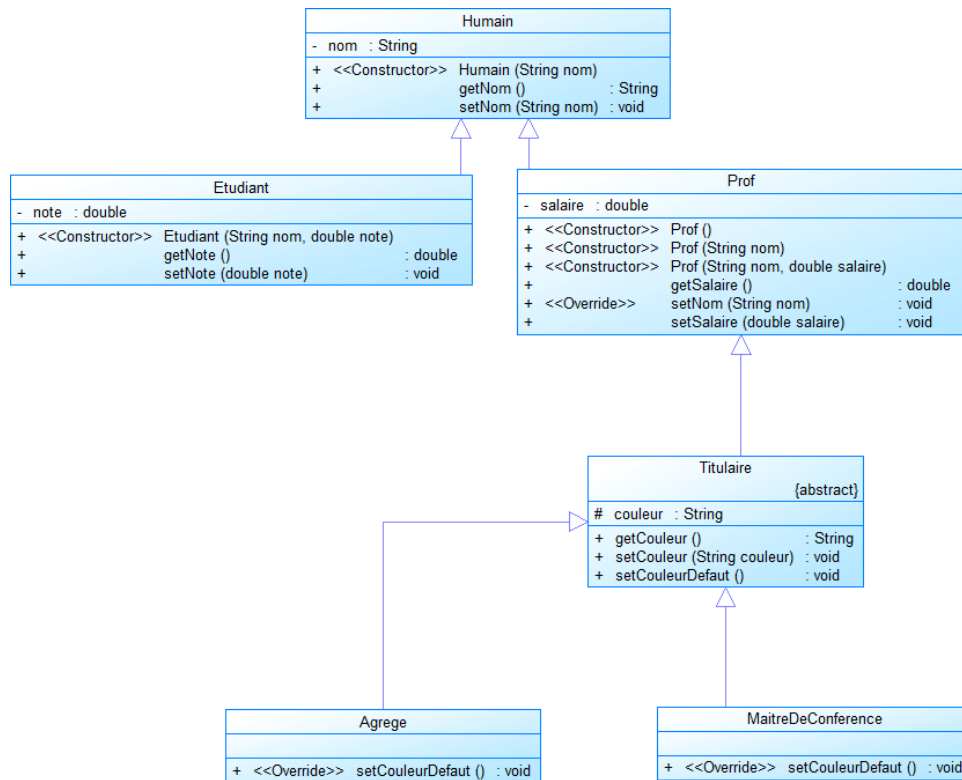 Humain
- nom : String
+ <<Constructor>> Humain (String nom)
+ getNom () : String
+ setNom (String nom) : void
Etudiant
- note : double
+ <<Constructor>> Etudiant (String nom, double note)
+ getNote () : double
+ setNote (double note) : void
Prof
- salaire : double
+ <<Constructor>> Prof ()
+ <<Constructor>> Prof (String nom)
+ <<Constructor>> Prof (String nom, double salaire)
+ getSalaire () : double
+ <<Override>> setNom (String nom) : void
+ setSalaire (double salaire) : void
Titulaire
{abstract}
# couleur : String
+ getCouleur () : String
+ setCouleur (String couleur) : void
+ setCouleurDefaut () : void
Agrege
+ <<Override>> setCouleurDefaut () : void
MaitreDeConference
+ <<Override>> setCouleurDefaut () : void